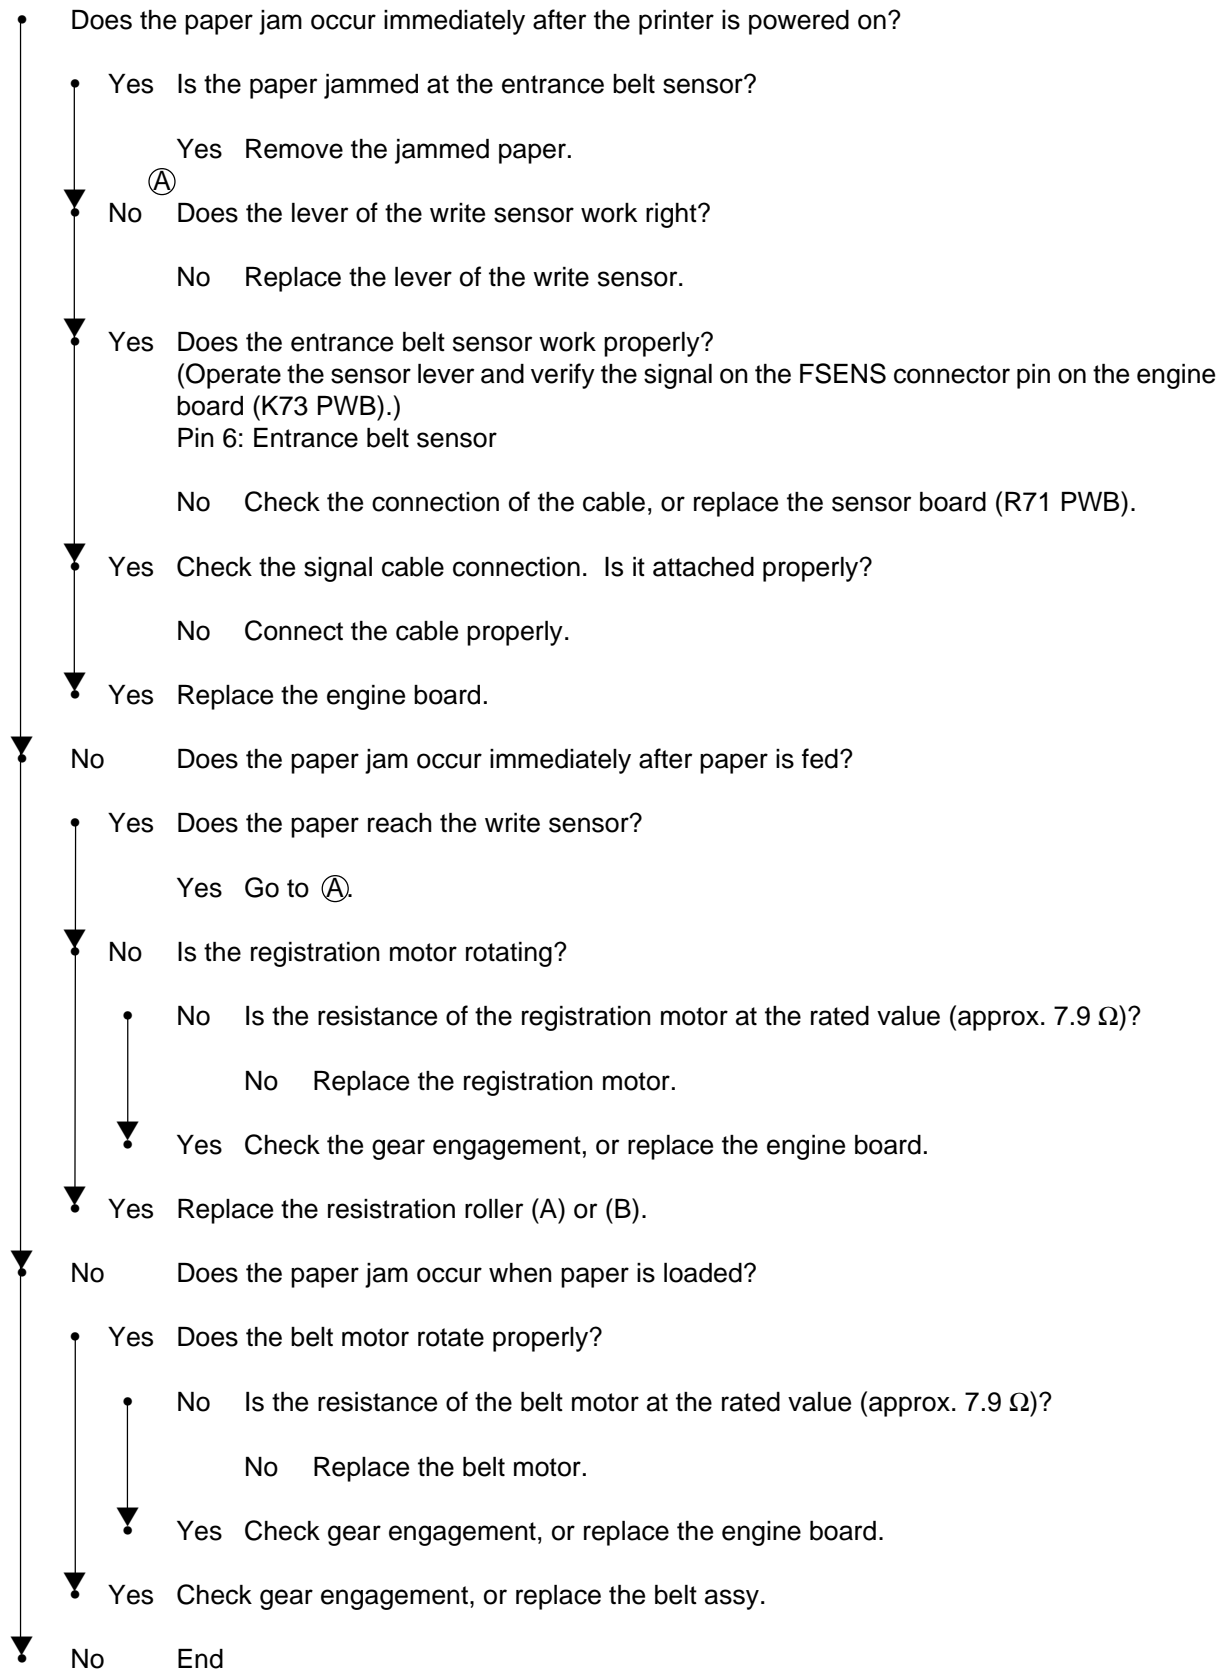 Does the paper jam occur immediately after the printer is powered on?
Yes Is the paper jammed at the entrance belt sensor?
Yes Remove the jammed paper.
Ⓐ
No Does the lever of the write sensor work right?
No Replace the lever of the write sensor.
Yes Does the entrance belt sensor work properly?
(Operate the sensor lever and verify the signal on the FSENS connector pin on the engine
board (K73 PWB).)
Pin 6: Entrance belt sensor
No Check the connection of the cable, or replace the sensor board (R71 PWB).
Yes Check the signal cable connection. Is it attached properly?
No Connect the cable properly.
Yes Replace the engine board.
No Does the paper jam occur immediately after paper is fed?
Yes Does the paper reach the write sensor?
Yes Go to Ⓐ.
No Is the registration motor rotating?
No Is the resistance of the registration motor at the rated value (approx. 7.9 Ω)?
No Replace the registration motor.
Yes Check the gear engagement, or replace the engine board.
Yes Replace the resistration roller (A) or (B).
No Does the paper jam occur when paper is loaded?
Yes Does the belt motor rotate properly?
No Is the resistance of the belt motor at the rated value (approx. 7.9 Ω)?
No Replace the belt motor.
Yes Check gear engagement, or replace the engine board.
Yes Check gear engagement, or replace the belt assy.
No End